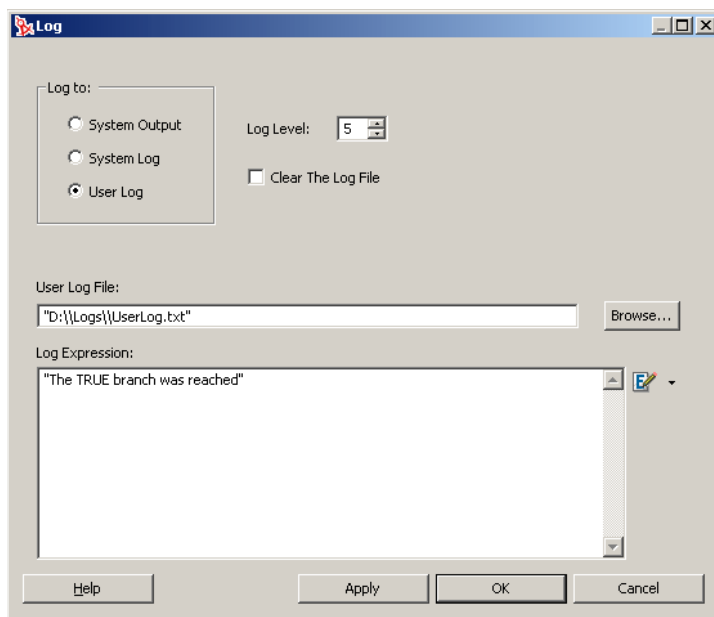 Log
Log to:
System Output
System Log
User Log
Log Level: 5
Clear The Log File
User Log File:
"D:\\Logs\\UserLog.txt"
Browse...
Log Expression:
"The TRUE branch was reached"
E
Help Apply OK Cancel